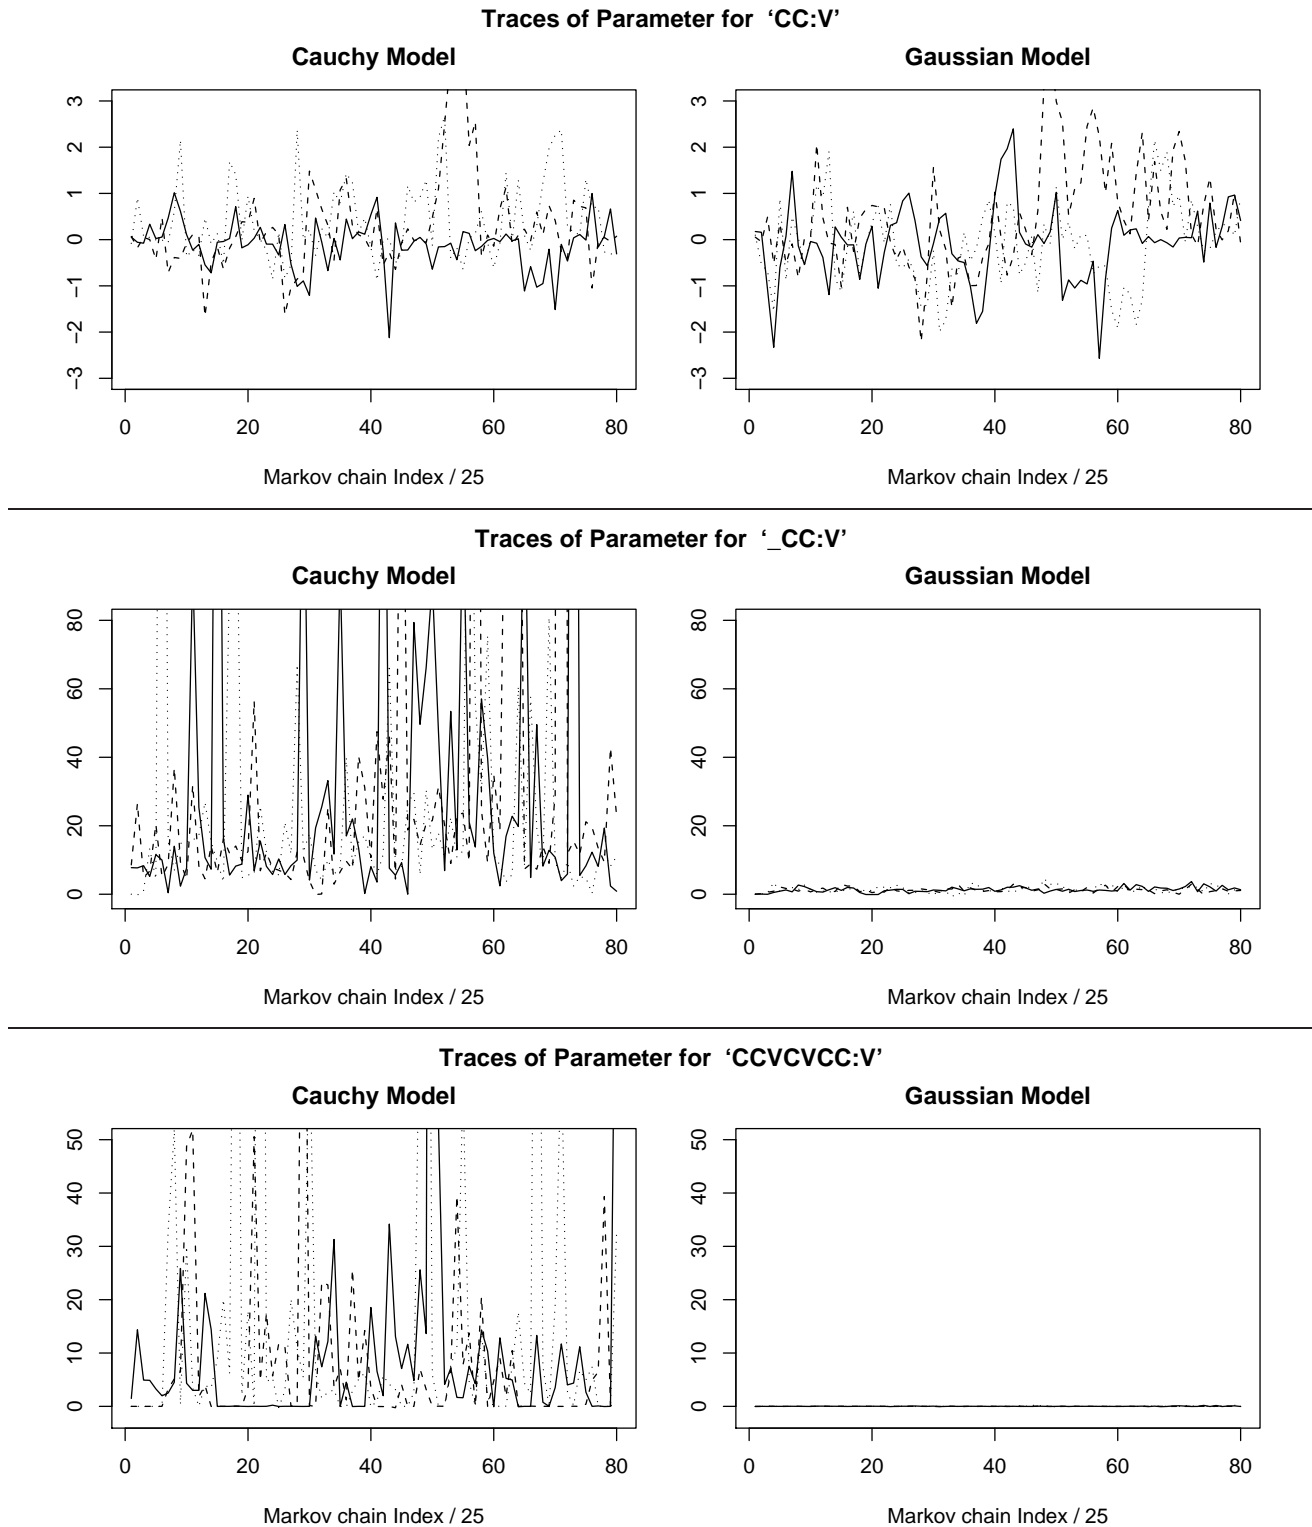 Traces of Parameter for ‘CC:V’
Cauchy Model
Gaussian Model
3
2
1
0
−1
−2
−3
0 20 40 60 80
Markov chain Index / 25
3
2
1
0
−1
−2
−3
0 20 40 60 80
Markov chain Index / 25
Traces of Parameter for ‘_CC:V’
Cauchy Model
Gaussian Model
80
60
40
20
0
0 20 40 60 80
Markov chain Index / 25
80
60
40
20
0
0 20 40 60 80
Markov chain Index / 25
Traces of Parameter for ‘CCVCVCC:V’
Cauchy Model
Gaussian Model
50
40
30
20
10
0
0 20 40 60 80
Markov chain Index / 25
50
40
30
20
10
0
0 20 40 60 80
Markov chain Index / 25